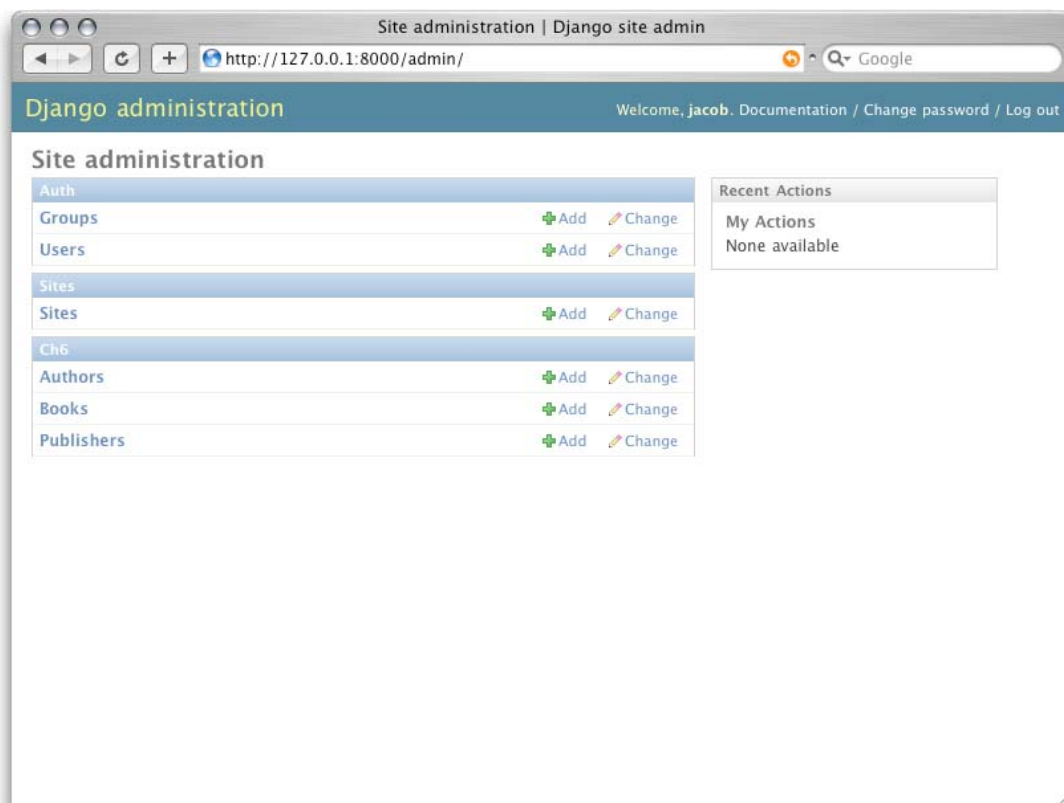 Site administration | Django site admin
http://127.0.0.1:8000/admin/
Google
Django administration
Welcome, jacob. Documentation / Change password / Log out
Site administration
Auth
Groups Add Change
Users Add Change
Sites
Sites Add Change
Ch6
Authors Add Change
Books Add Change
Publishers Add Change
Recent Actions
My Actions
None available